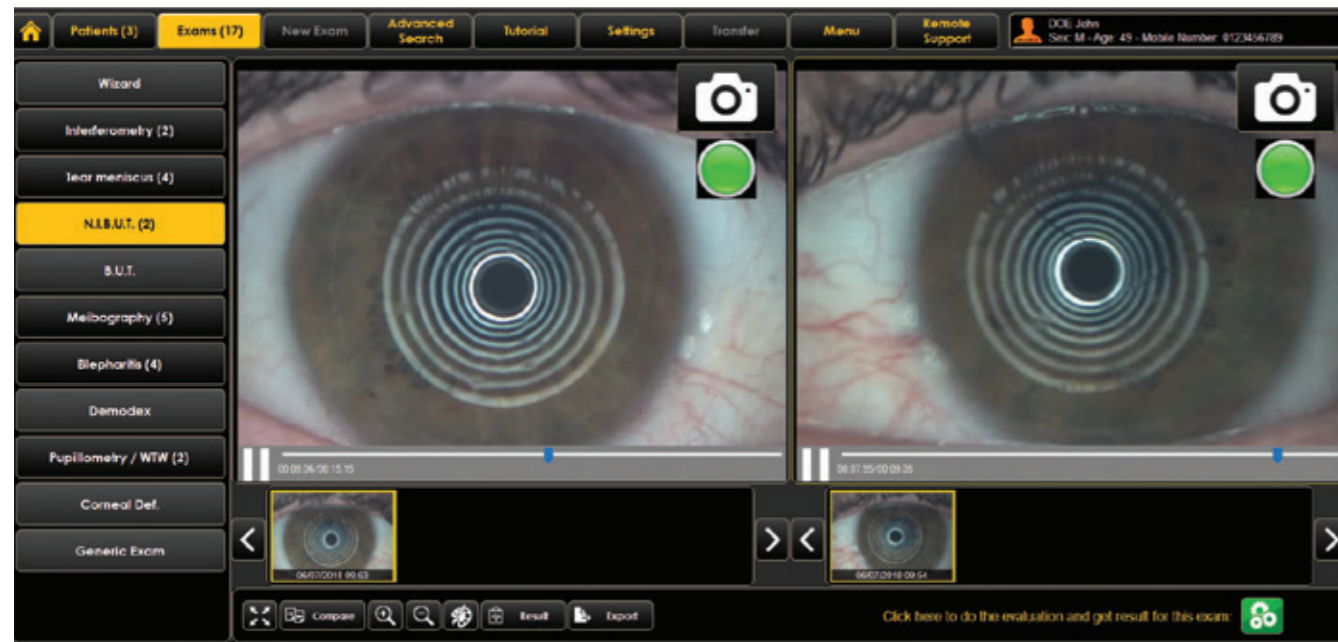 Patients (3)
Exams (17)
New Exam
Advanced
Search
Tutorial
Settings
Transfer
Menu
Remote
Support
DOE John
Sex: M - Age: 49 - Mobile Number: 0123456789
Wizard
Interferometry (2)
Tear meniscus (4)
N.I.B.U.T. (2)
B.U.T.
Meibography (5)
Blepharitis (4)
Demodex
Pupillometry / WTW (2)
Corneal Def.
Generic Exam
Compare
Result
Export
Click here to do the evaluation and get result for this exam: